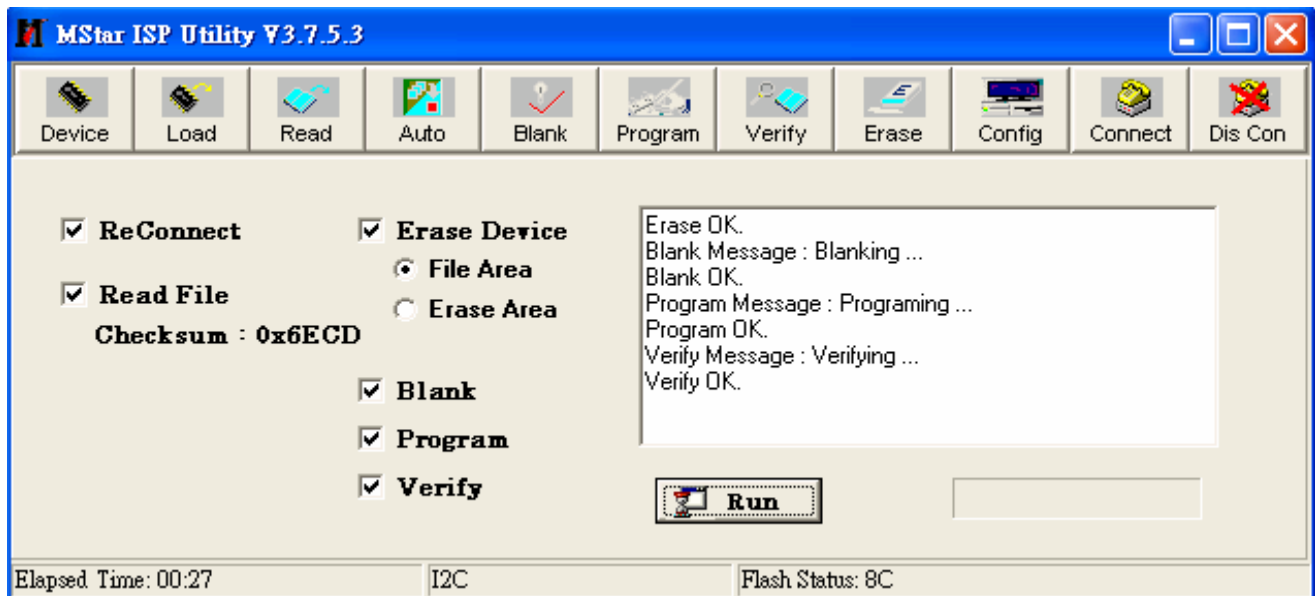 MStar ISP Utility V3.7.5.3
Device Load Read Auto Blank Program Verify Erase Config Connect Dis Con
ReConnect
Read File
Checksum : 0x6ECD
Erase Device
File Area
Erase Area
Blank
Program
Verify
Erase OK.
Blank Message : Blanking ...
Blank OK.
Program Message : Programing ...
Program OK.
Verify Message : Verifying ...
Verify OK.
Run
Elapsed Time: 00:27 I2C Flash Status: 8C